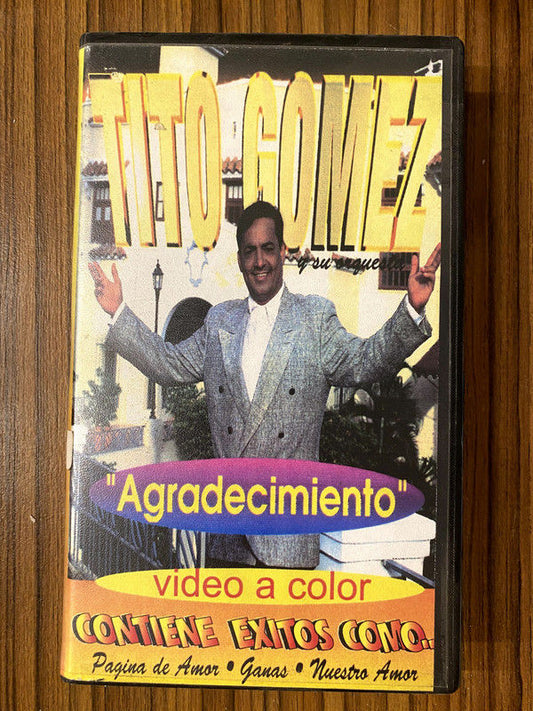 TITO GOMEZ
y su orquesta
"Agradecimiento"
video a color
CONTIENE EXITOS COMO..
Pagina de Amor • Ganas • Nuestro Amor